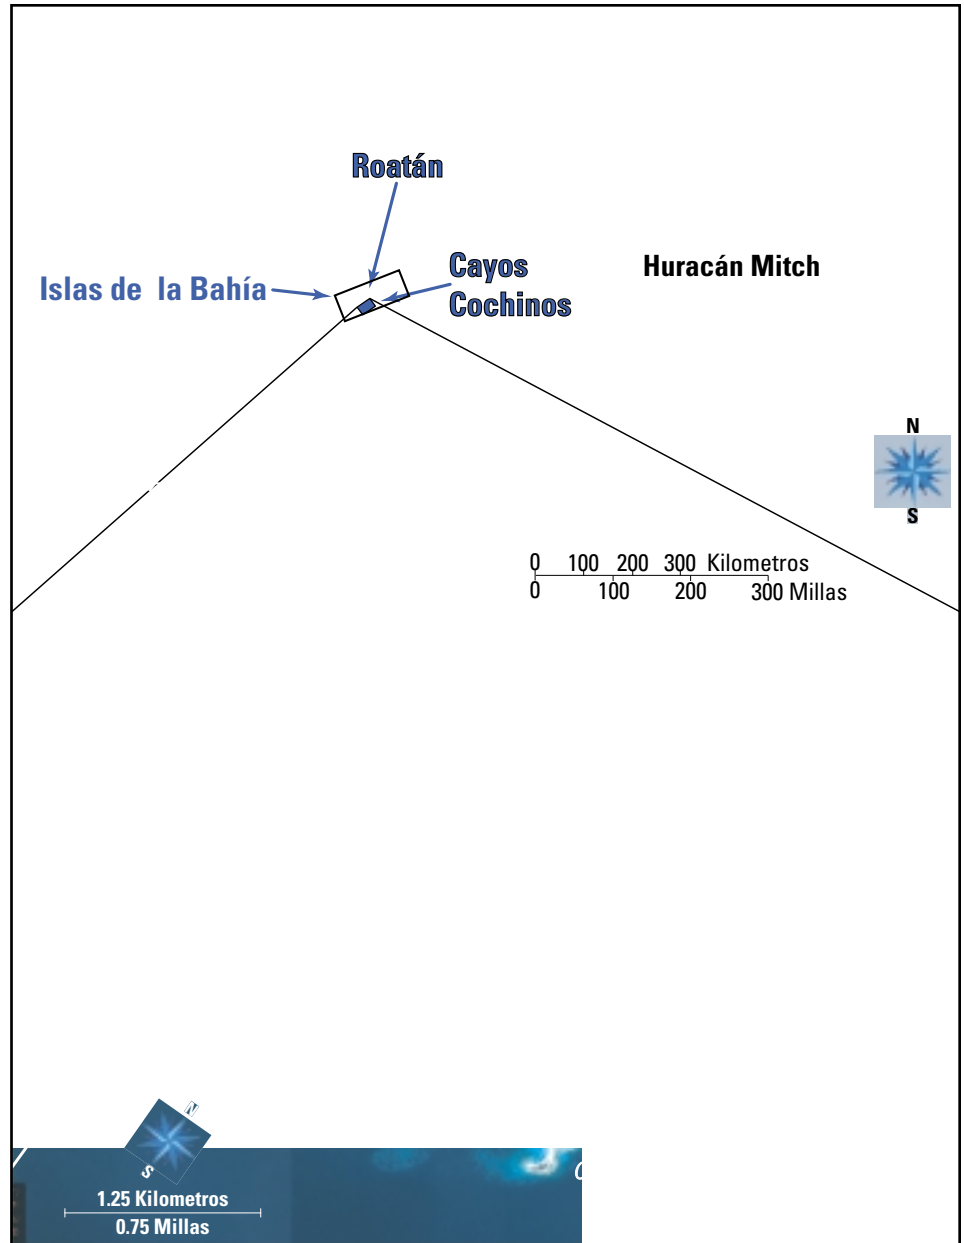 Roatán
Cayos
Cochinos
Huracán Mitch
Islas de la Bahía
N
S
0 100 200 300 Kilometros
0 100 200 300 Millas
N
S
1.25 Kilometros
0.75 Millas